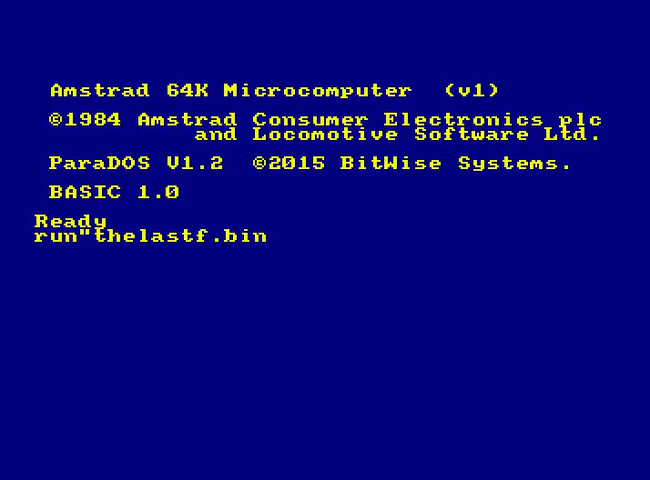 Amstrad 64K Microcomputer (v1)
©1984 Amstrad Consumer Electronics plc
and Locomotive Software Ltd.
ParaDOS V1.2 ©2015 BitWise Systems.
BASIC 1.0
Ready
run"thelastf.bin